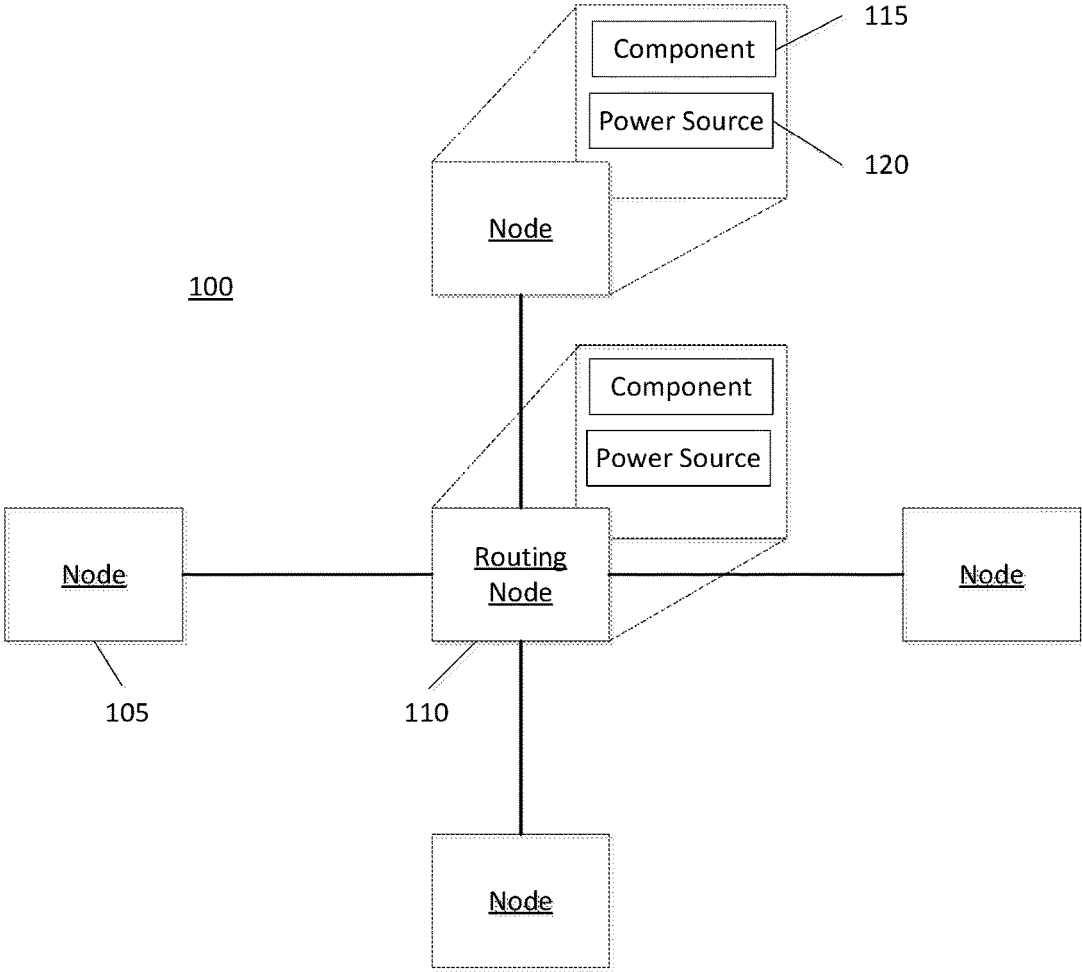 115
Component
Power Source
120
Node
100
Component
Power Source
Node
Routing
Node
Node
105
110
Node